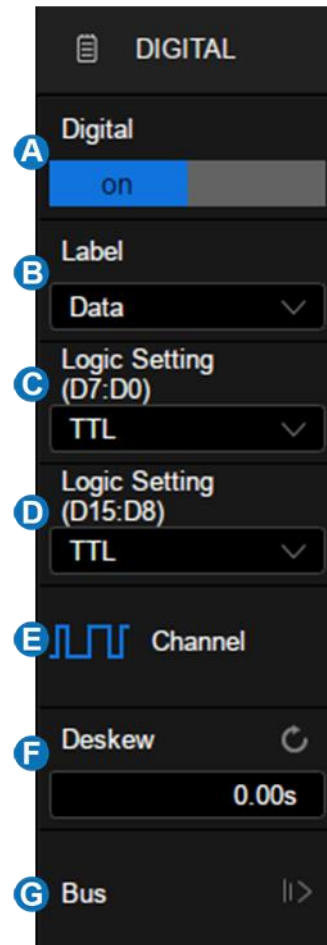 DIGITAL
A
Digital
on
B
Label
Data
C
Logic Setting
(D7:D0)
TTL
D
Logic Setting
(D15:D8)
TTL
E
Channel
F
Deskew
0.00s
G
Bus